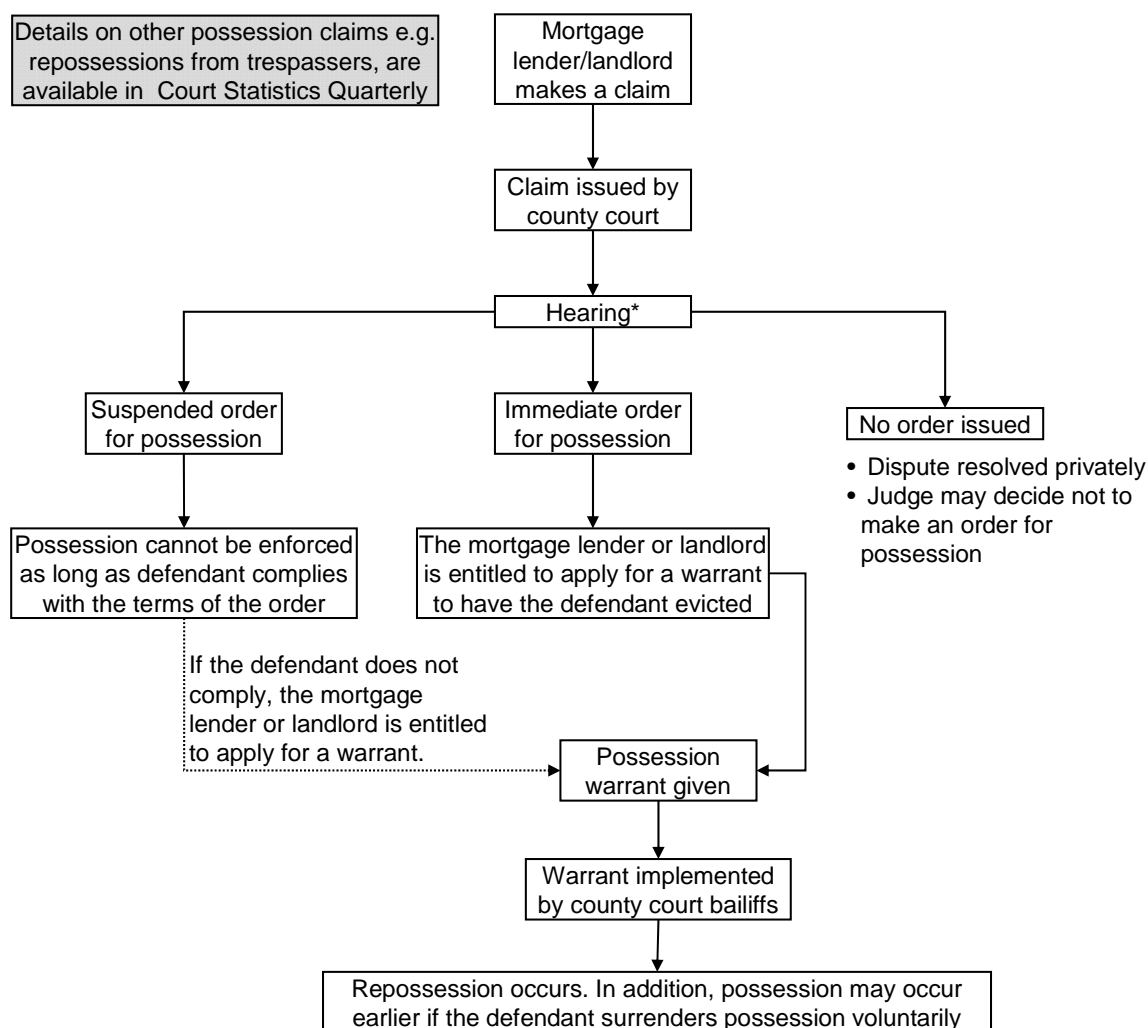 Details on other possession claims e.g.
repossessions from trespassers, are
available in Court Statistics Quarterly
Mortgage
lender/landlord
makes a claim
Claim issued by
county court
Hearing*
Suspended order
for possession
Immediate order
for possession
No order issued
• Dispute resolved privately
• Judge may decide not to
make an order for
possession
Possession cannot be enforced
as long as defendant complies
with the terms of the order
The mortgage lender or landlord
is entitled to apply for a warrant
to have the defendant evicted
If the defendant does not
comply, the mortgage
lender or landlord is entitled
to apply for a warrant.
Possession
warrant given
Warrant implemented
by county court bailiffs
Repossession occurs. In addition, possession may occur
earlier if the defendant surrenders possession voluntarily